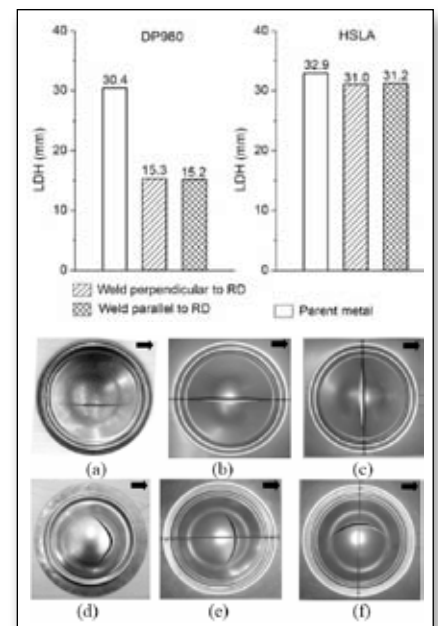 DP980 HSLA
40 40
30.4 32.9 31.0 31.2
30 30
LDH (mm) LDH (mm)
20 20
15.3 15.2
10 10
0 0
Weld perpendicular to RD
Weld parallel to RD Parent metal
(a) (b) (c)
(d) (e) (f)